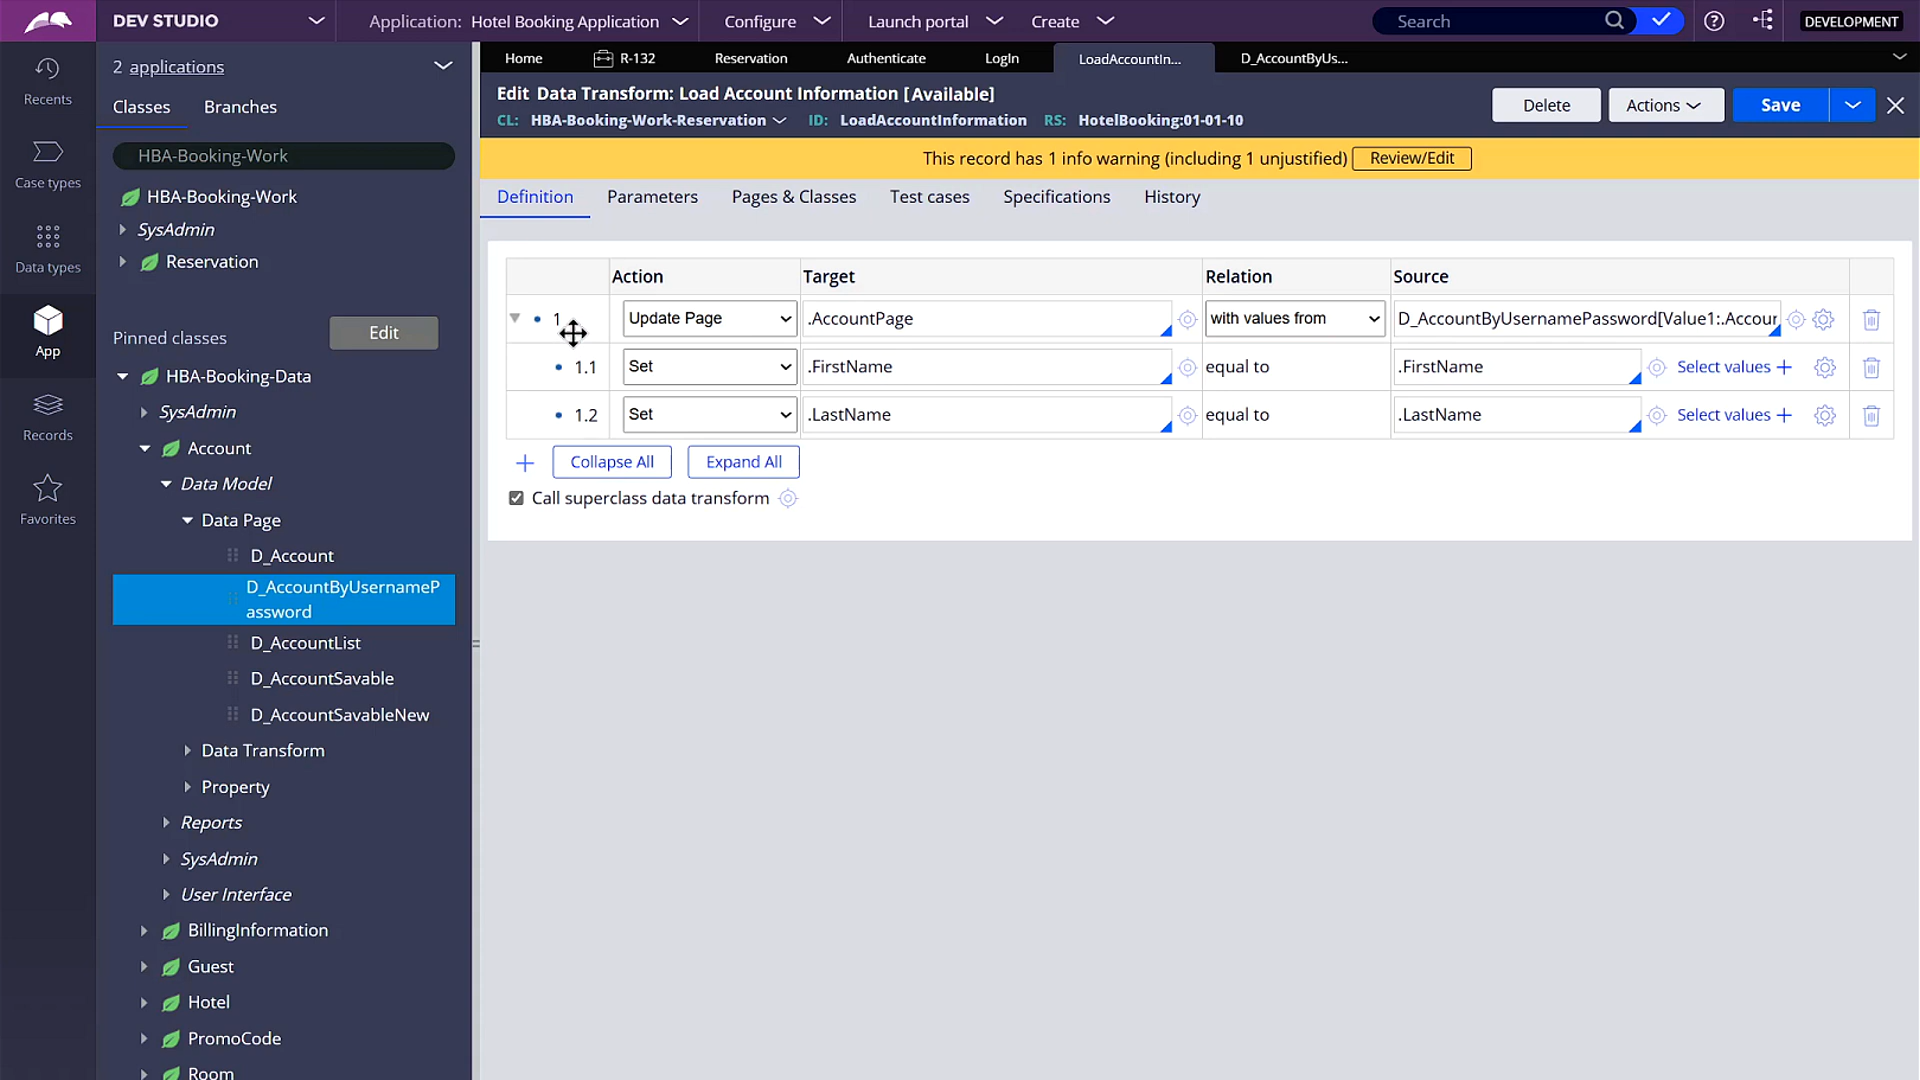 DEV STUDIO
Application: Hotel Booking Application
Configure
Launch portal
Create
Search
DEVELOPMENT
Recents
Case types
Data types
App
Records
Favorites
2 applications
Classes
Branches
HBA-Booking-Work
HBA-Booking-Work
SysAdmin
Reservation
Pinned classes
Edit
HBA-Booking-Data
SysAdmin
Account
Data Model
Data Page
D_Account
D_AccountByUsernameP
assword
D_AccountList
D_AccountSavable
D_AccountSavableNew
Data Transform
Property
Reports
SysAdmin
User Interface
BillingInformation
Guest
Hotel
PromoCode
Room
Home
R-132
Reservation
Authenticate
LogIn
LoadAccountIn...
D_AccountByUs...
Edit Data Transform: Load Account Information [Available]
CL: HBA-Booking-Work-Reservation ID: LoadAccountInformation RS: HotelBooking:01-01-10
Delete
Actions
Save
This record has 1 info warning (including 1 unjustified)
Review/Edit
Definition
Parameters
Pages & Classes
Test cases
Specifications
History
Action Target Relation Source
1 Update Page .AccountPage with values from D_AccountByUsernamePassword[Value1:.Accour
1.1 Set .FirstName equal to .FirstName Select values
1.2 Set .LastName equal to .LastName Select values
Collapse All
Expand All
Call superclass data transform